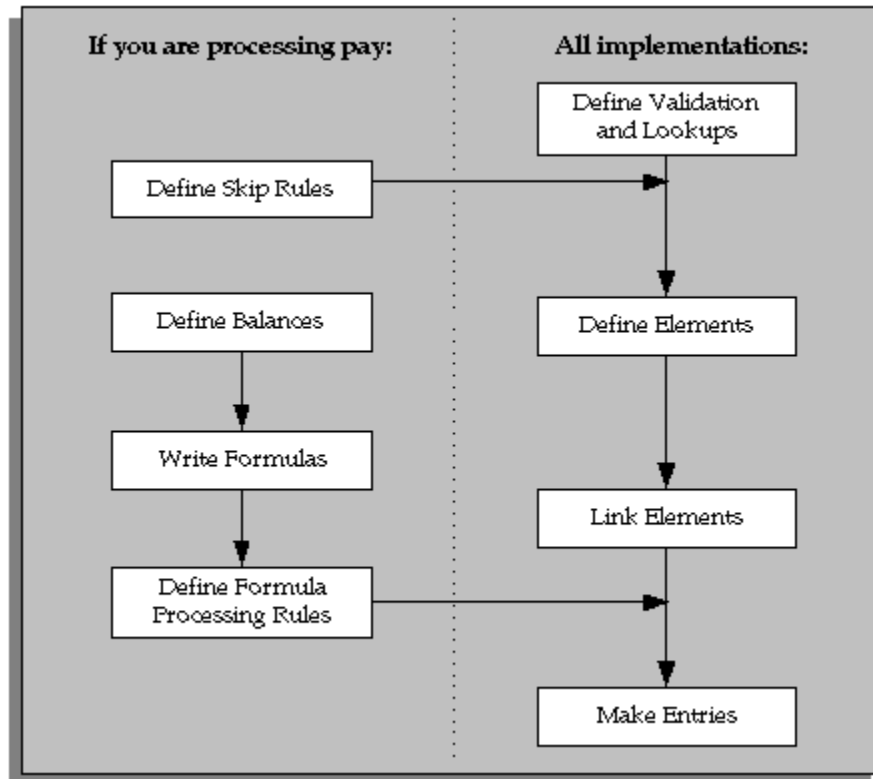 If you are processing pay:
All implementations:
Define Validation
and Lookups
Define Skip Rules
Define Balances
Define Elements
Write Formulas
Link Elements
Define Formula
Processing Rules
Make Entries